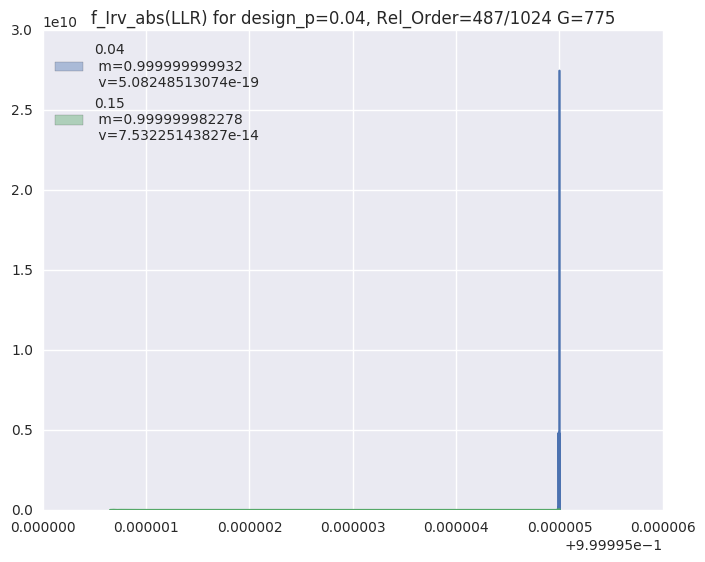 f_Irv_abs(LLR) for design_p=0.04, Rel_Order=487/1024 G=775
1e10
3.0
2.5
2.0
1.5
1.0
0.5
0.0
0.04
m=0.999999999932
v=5.08248513074e-19
0.15
m=0.999999982278
v=7.53225143827e-14
0.000000 0.000001 0.000002 0.000003 0.000004 0.000005 0.000006
+9.99995e−1